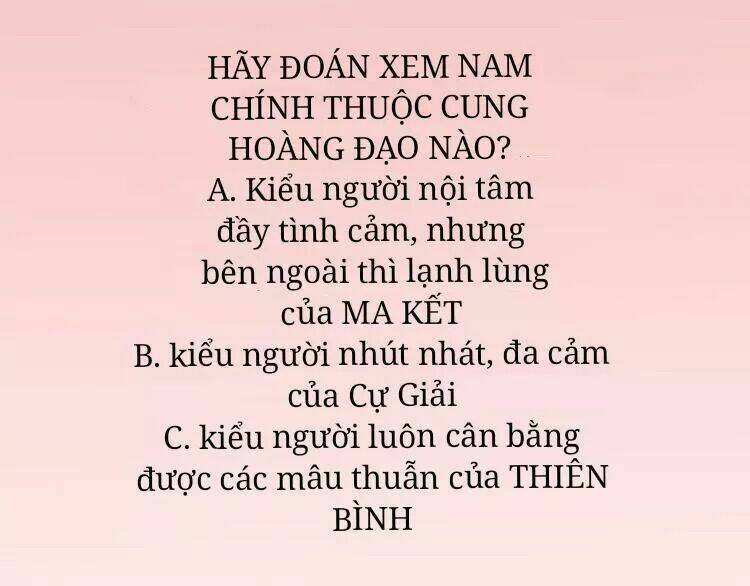 HÃY ĐOÁN XEM NAM
CHÍNH THUỘC CUNG
HOÀNG ĐẠO NÀO?
A. Kiểu người nội tâm
đầy tình cảm, nhưng
bên ngoài thì lạnh lùng
của MA KẾT
B. kiểu người nhút nhát, đa cảm
của Cự Giải
C. kiểu người luôn cân bằng
được các mâu thuẫn của THIÊN
BÌNH